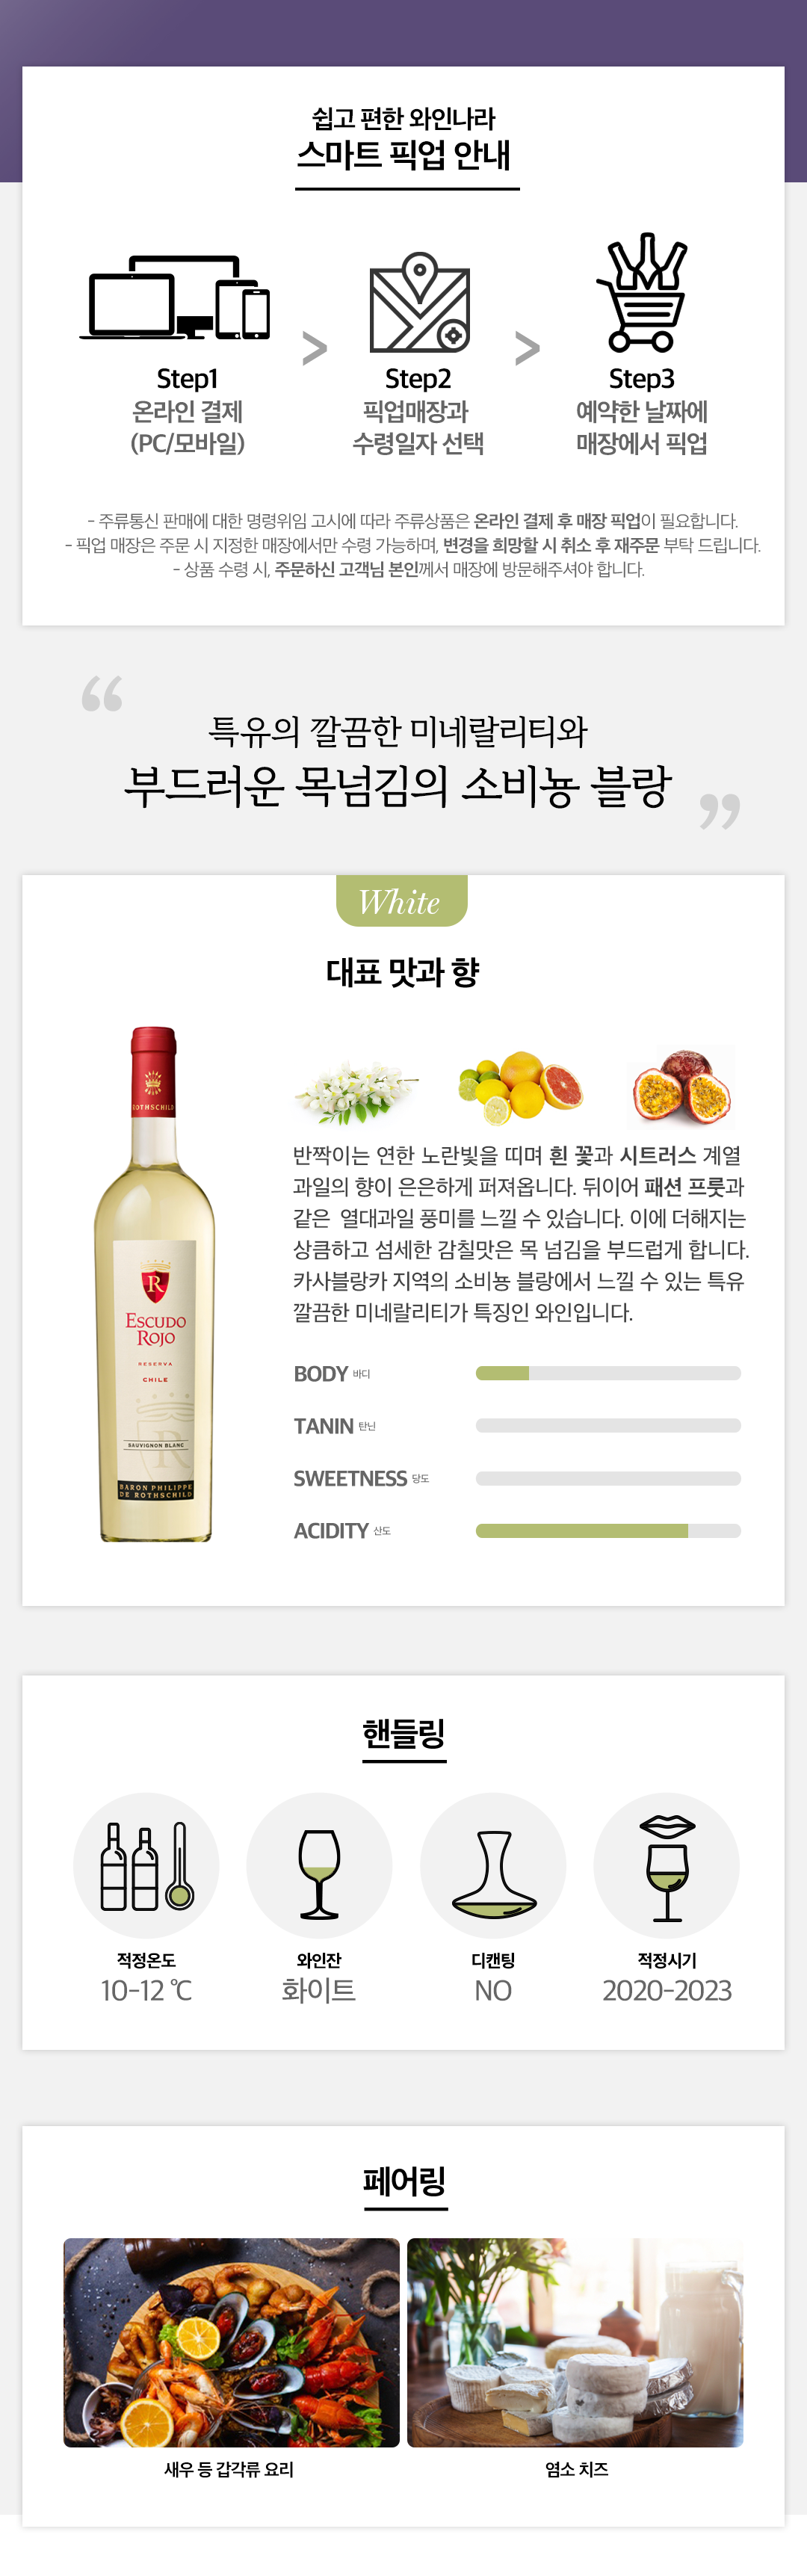 쉽고 편한 와인나라
스마트 픽업 안내
Step1
온라인 결제
(PC/모바일)
>
Step2
픽업매장과
수령일자 선택
>
Step3
예약한 날짜에
매장에서 픽업
- 주류통신 판매에 대한 명령위임 고시에 따라 주류상품은 온라인 결제 후 매장 픽업이 필요합니다.
- 픽업 매장은 주문 시 지정한 매장에서만 수령 가능하며, 변경을 희망할 시 취소 후 재주문 부탁 드립니다.
- 상품 수령 시, 주문하신 고객님 본인께서 매장에 방문해주셔야 합니다.
“
특유의 깔끔한 미네랄리티와
부드러운 목넘김의 소비뇽 블랑
”
White
대표 맛과 향
ROTHSCHILD
R
ESCUDO
ROJO
RESERVA
CHILE
R
SAUVIGNON BLANC
BARON PHILIPPE
DE ROTHSCHILD
반짝이는 연한 노란빛을 띠며 흰 꽃과 시트러스 계열
과일의 향이 은은하게 퍼져옵니다. 뒤이어 패션 프룻과
같은 열대과일 풍미를 느낄 수 있습니다. 이에 더해지는
상큼하고 섬세한 감칠맛은 목 넘김을 부드럽게 합니다.
카사블랑카 지역의 소비뇽 블랑에서 느낄 수 있는 특유
깔끔한 미네랄리티가 특징인 와인입니다.
BODY 바디
TANIN 탄닌
SWEETNESS 당도
ACIDITY 산도
핸들링
적정온도
10-12 ℃
와인잔
화이트
디캔팅
NO
적정시기
2020-2023
페어링
새우 등 갑각류 요리
염소 치즈